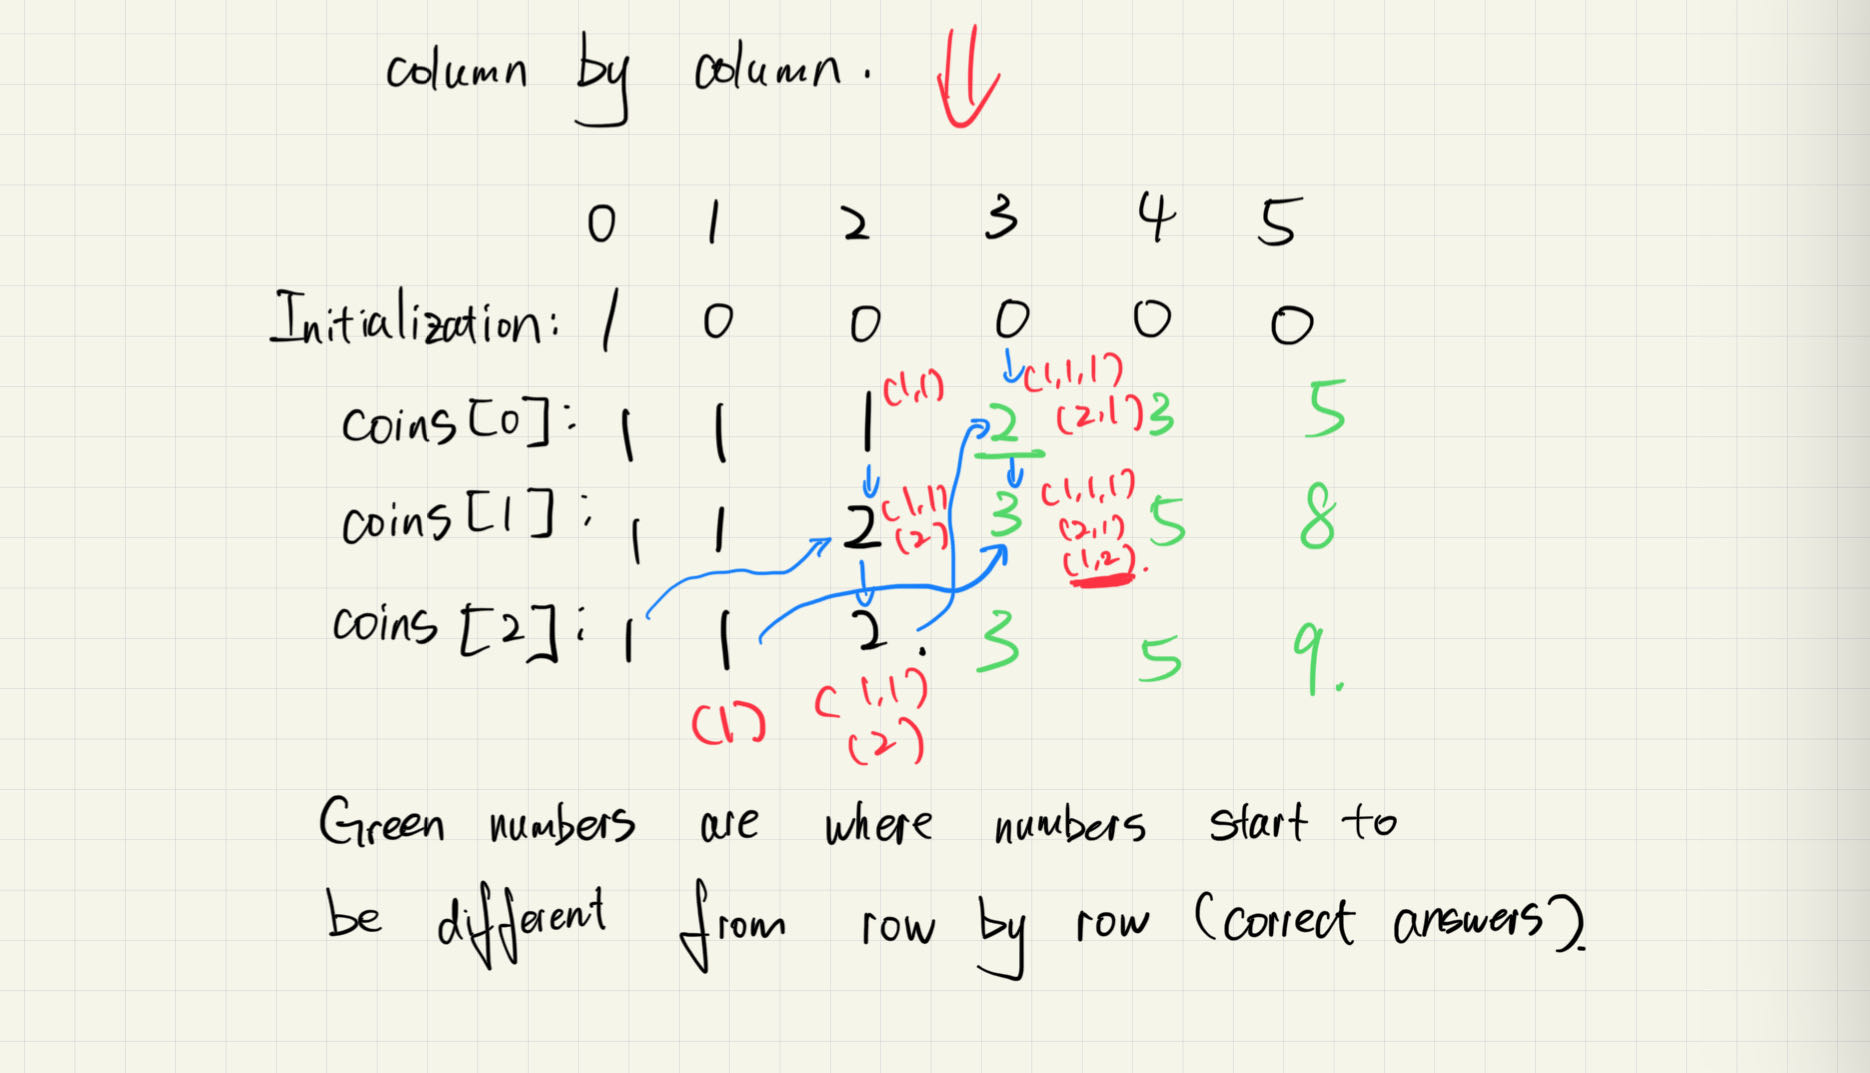 column by column.
0 1 2 3 4 5
Initialization: 1 0 0 0 0 0
(1,1) (1,1,1)
coins[0]: 1 1 1 2 (2,1) 3 5
(1,1) (1,1,1)
coins[1]: 1 1 2 (2) 3 (2,1) 5 8
(1,2).
coins[2]: 1 1 2. 3 5 9.
(1) (1,1)
(2)
Green numbers are where numbers start to
be different from row by row (correct answers).